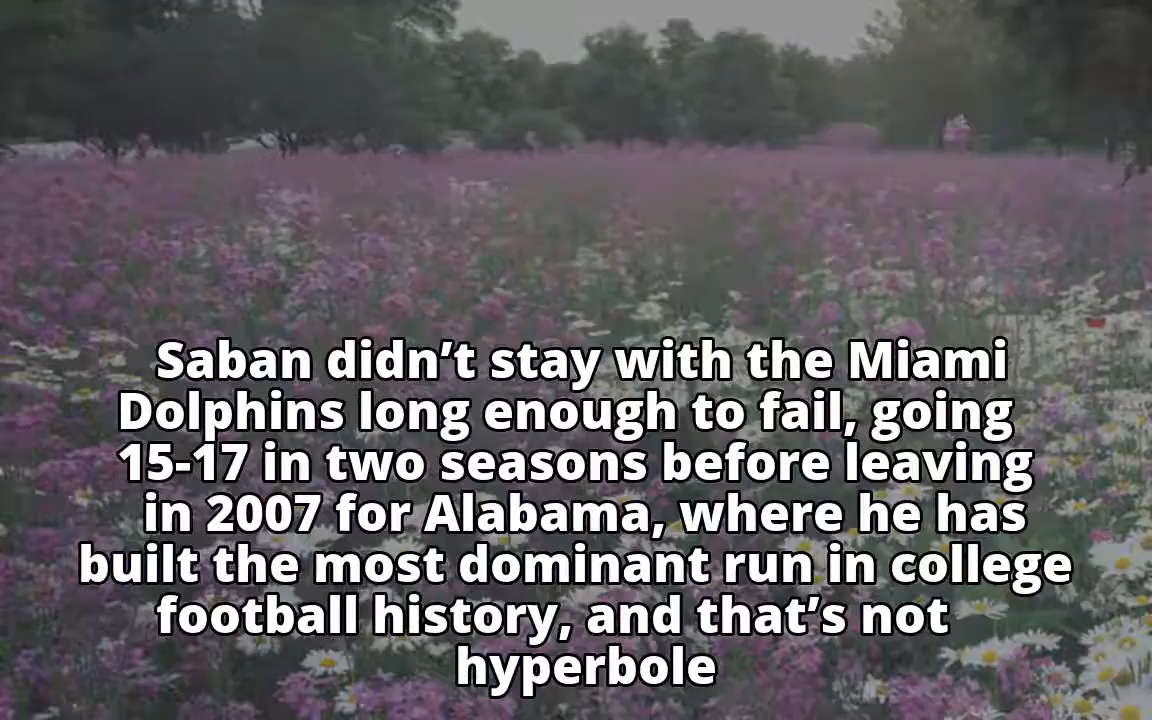 Saban didn’t stay with the Miami
Dolphins long enough to fail, going
15-17 in two seasons before leaving
in 2007 for Alabama, where he has
built the most dominant run in college
football history, and that’s not
hyperbole